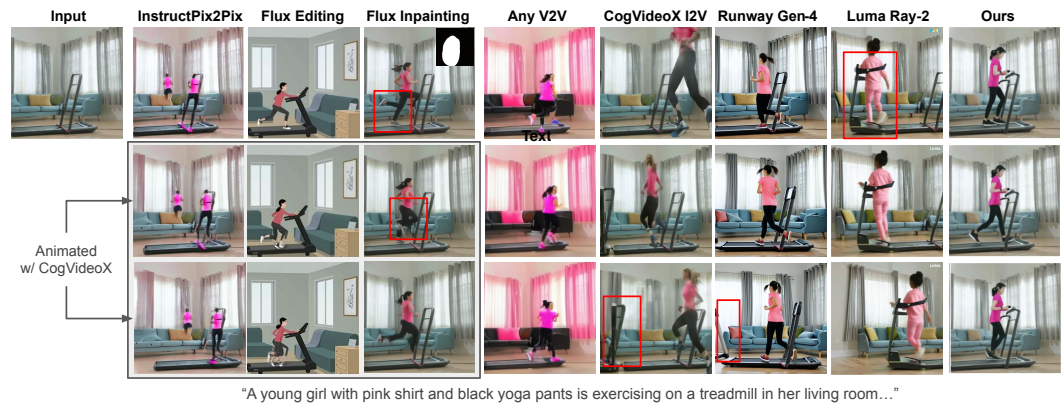 Input InstructPix2Pix Flux Editing Flux Inpainting Any V2V CogVideoX I2V Runway Gen-4 Luma Ray-2 Ours
Text
Animated
w/ CogVideoX
“A young girl with pink shirt and black yoga pants is exercising on a treadmill in her living room…”